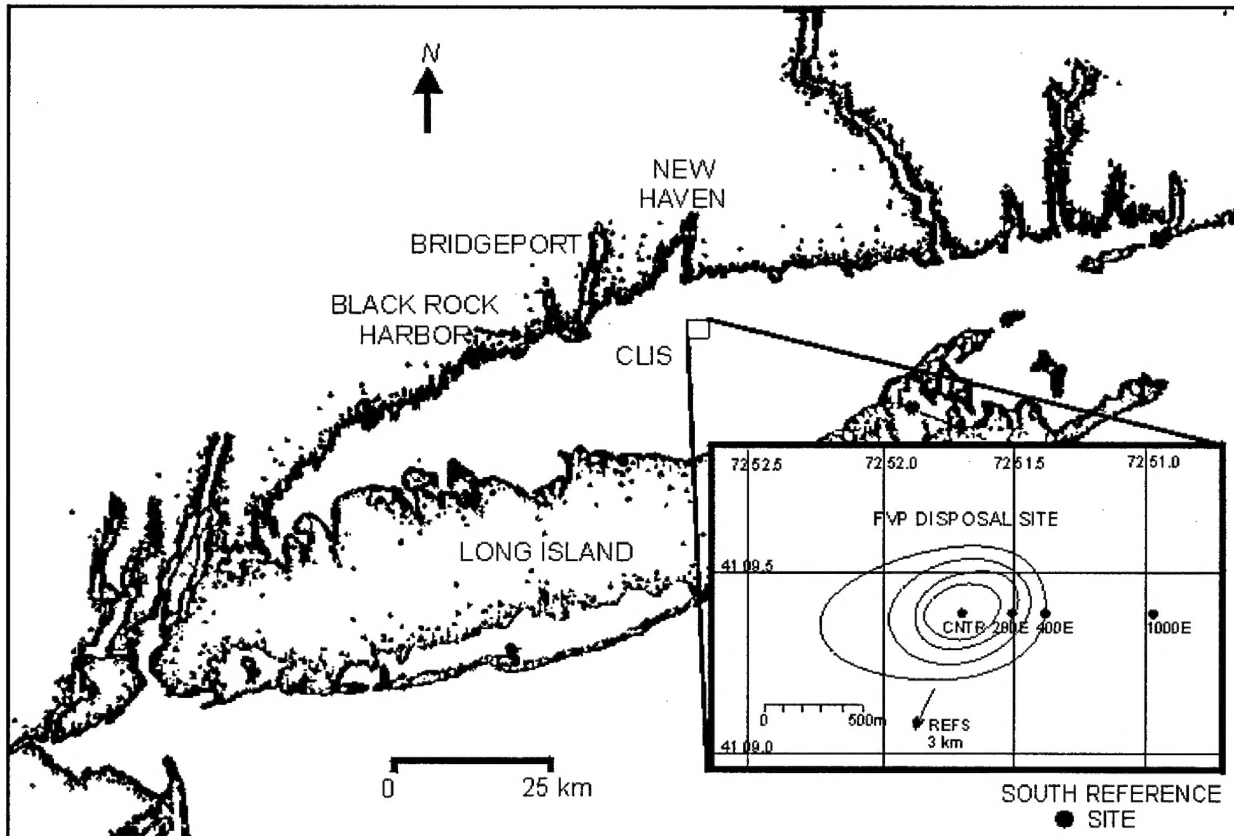 N
NEW
HAVEN
BRIDGEPORT
BLACK ROCK
HARBOR
CLIS
LONG ISLAND
0 25 km
72 52.5 72 52.0 72 51.5 72 51.0
FVP DISPOSAL SITE
41 09.5
CNTR 200E 400E 1000E
0 500m
REFS
3 km
41 09.0
SOUTH REFERENCE
SITE